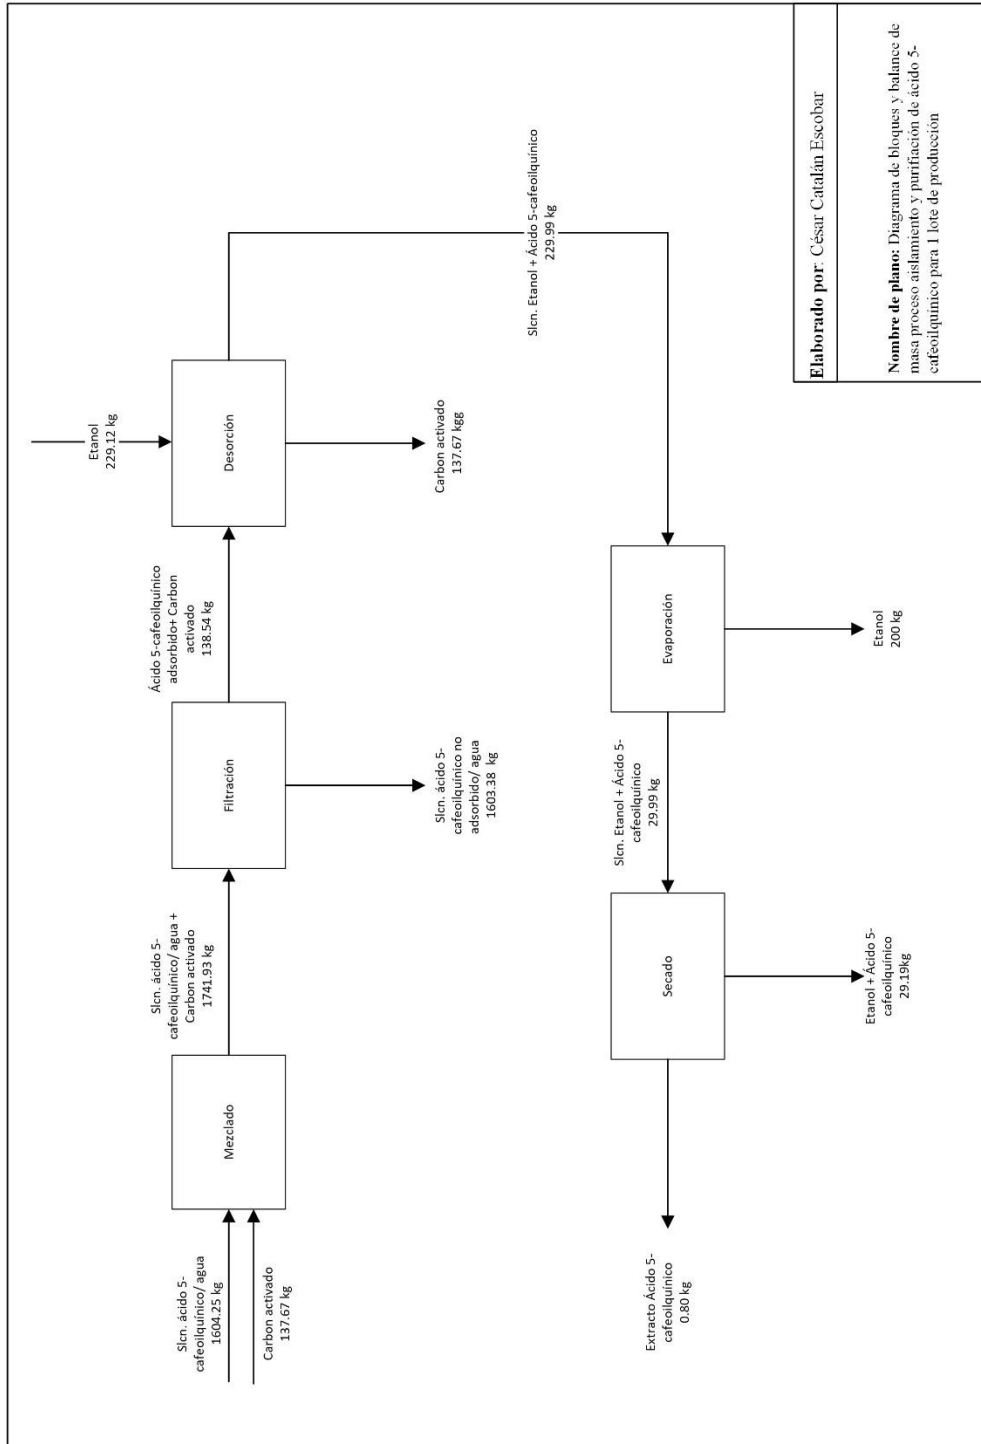 Slcn. ácido 5-
cafeoilquínico/ agua
1604.25 kg
Carbon activado
137.67 kg
Mezclado
Slcn. ácido 5-
cafeoilquínico/ agua +
Carbon activado
1741.93 kg
Filtración
Slcn. ácido 5-
cafeoilquínico no
adsorbido/ agua
1603.38 kg
Ácido 5-cafeoilquínico
adsorbido+ Carbon
activado
138.54 kg
Etanol
229.12 kg
Desorción
Carbon activado
137.67 kgg
Slcn. Etanol + Ácido 5-cafeoilquínico
229.99 kg
Evaporación
Etanol
200 kg
Slcn. Etanol + Ácido 5-
cafeoilquínico
29.99 kg
Secado
Etanol + Ácido 5-
cafeoilquínico
29.19kg
Extracto Ácido 5-
cafeoilquínico
0.80 kg
Elaborado por: César Catalán Escobar
Nombre de plano: Diagrama de bloques y balance de
masa proceso aislamiento y purifiación de ácido 5-
cafeoilquínico para 1 lote de producción